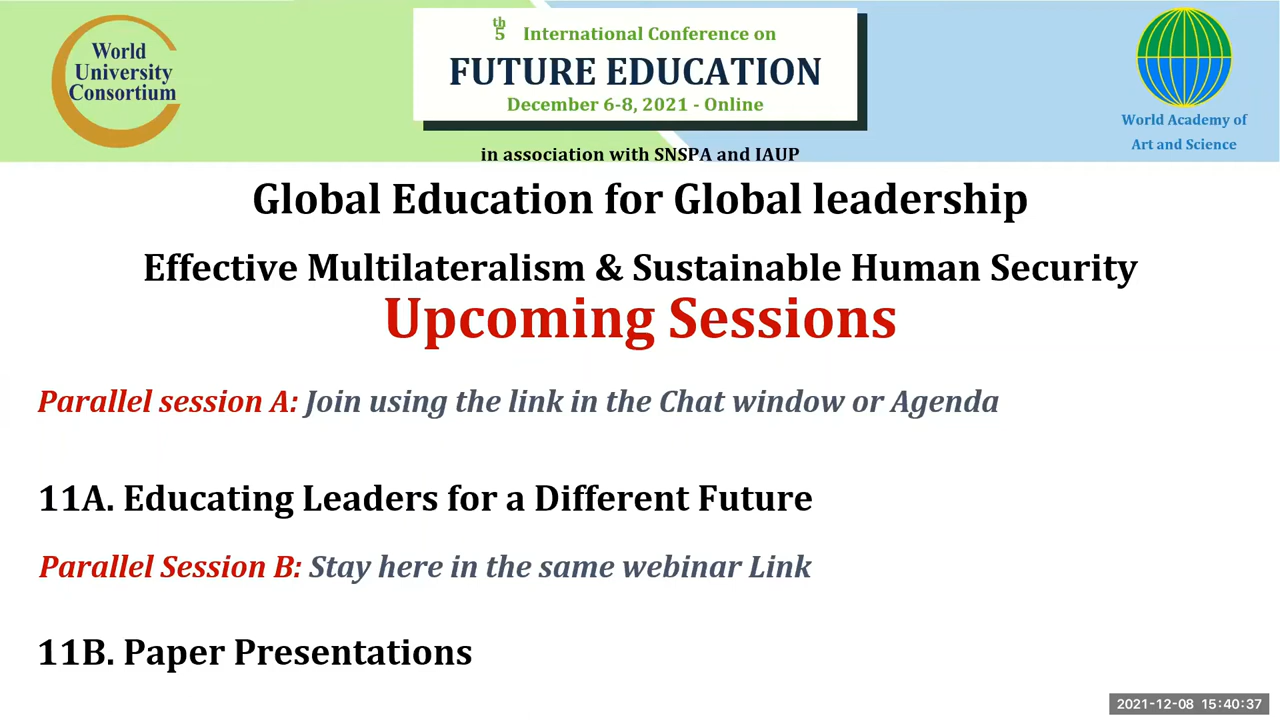 World
University
Consortium
5th International Conference on
FUTURE EDUCATION
December 6-8, 2021 - Online
in association with SNSPA and IAUP
World Academy of
Art and Science
Global Education for Global leadership
Effective Multilateralism & Sustainable Human Security
Upcoming Sessions
Parallel session A: Join using the link in the Chat window or Agenda
11A. Educating Leaders for a Different Future
Parallel Session B: Stay here in the same webinar Link
11B. Paper Presentations
2021-12-08 15:40:37